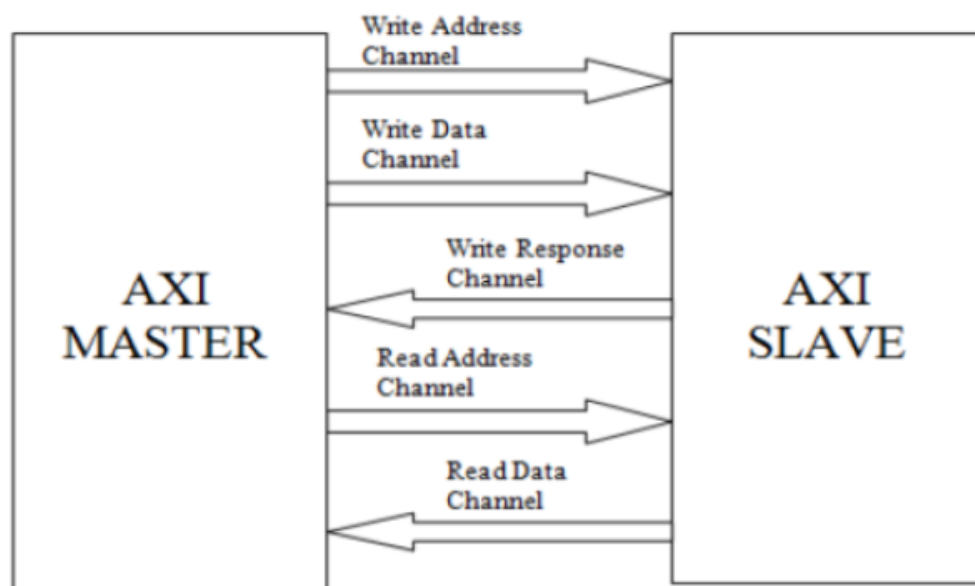 Write Address
Channel
Write Data
Channel
Write Response
Channel
AXI
MASTER
AXI
SLAVE
Read Address
Channel
Read Data
Channel